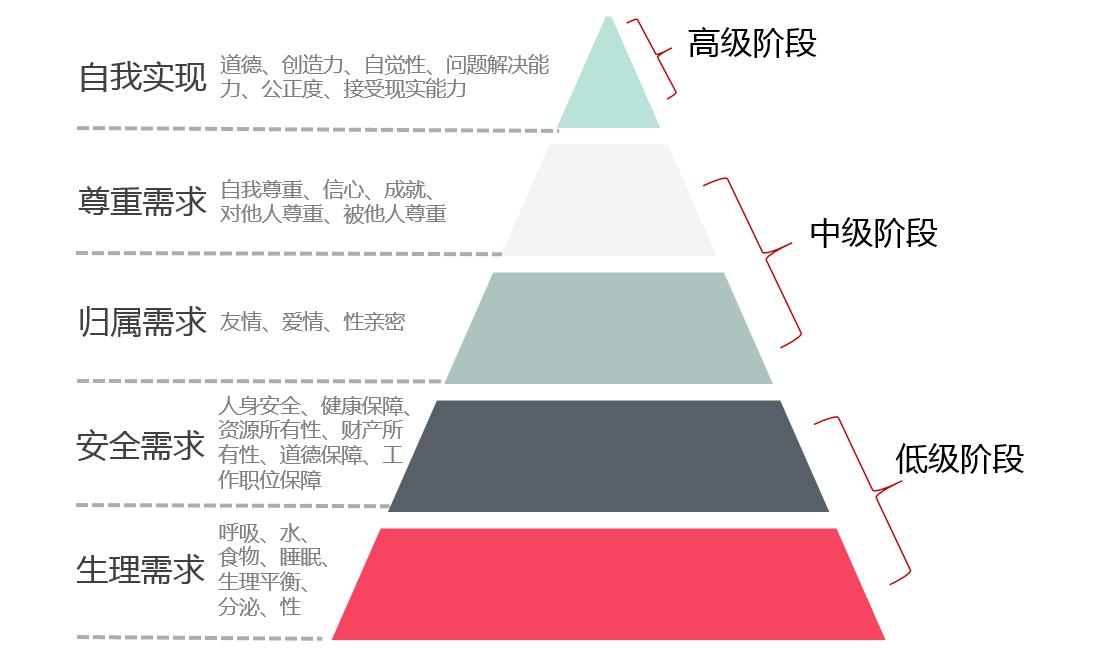 高级阶段
自我实现
道德、创造力、自觉性、问题解决能
力、公正度、接受现实能力
尊重需求
自我尊重、信心、成就、
对他人尊重、被他人尊重
中级阶段
归属需求
友情、爱情、性亲密
安全需求
人身安全、健康保障、
资源所有性、财产所
有性、道德保障、工
作职位保障
低级阶段
生理需求
呼吸、水、
食物、睡眠、
生理平衡、
分泌、性